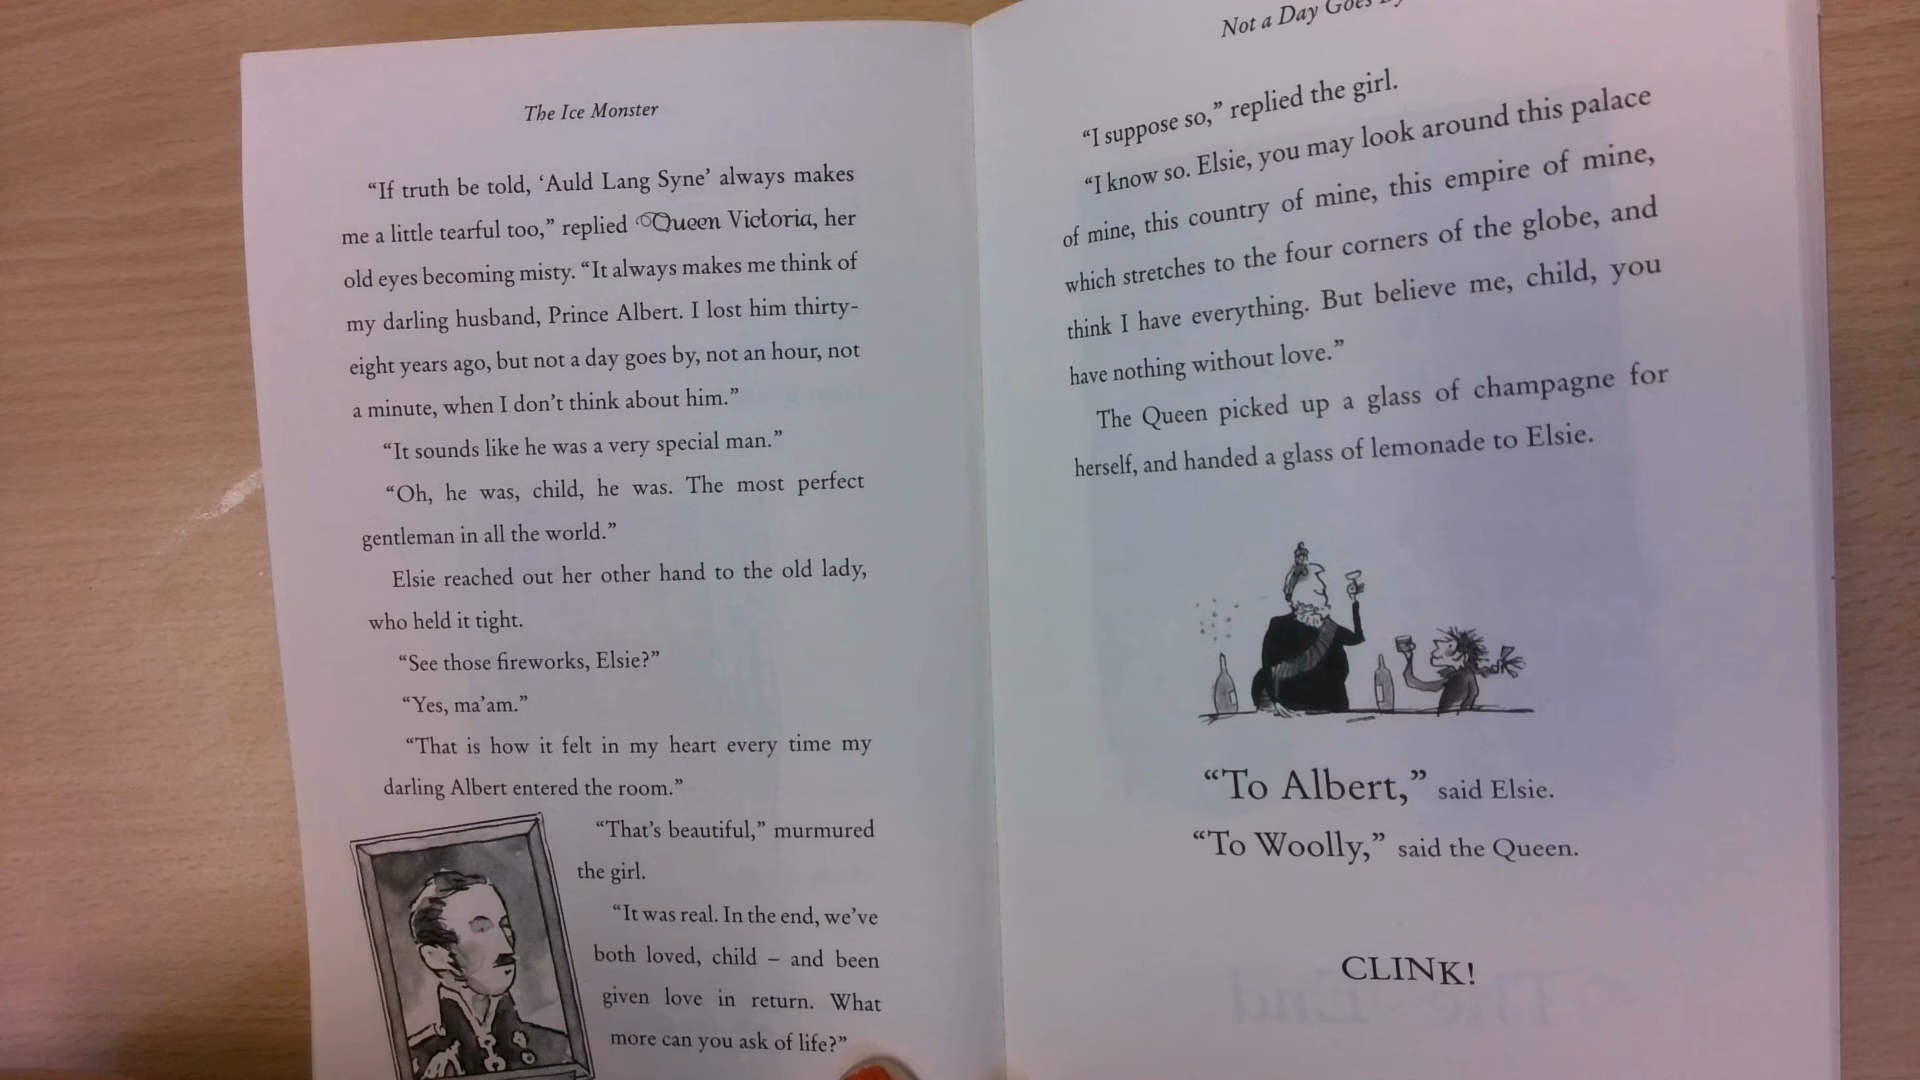 The Ice Monster
“If truth be told, ‘Auld Lang Syne’ always makes
me a little tearful too,” replied Queen Victoria, her
old eyes becoming misty. “It always makes me think of
my darling husband, Prince Albert. I lost him thirty-
eight years ago, but not a day goes by, not an hour, not
a minute, when I don’t think about him.”
“It sounds like he was a very special man.”
“Oh, he was, child, he was. The most perfect
gentleman in all the world.”
Elsie reached out her other hand to the old lady,
who held it tight.
“See those fireworks, Elsie?”
“Yes, ma’am.”
“That is how it felt in my heart every time my
darling Albert entered the room.”
“That’s beautiful,” murmured
the girl.
“It was real. In the end, we’ve
both loved, child – and been
given love in return. What
more can you ask of life?”
Not a Day Goes By
“I suppose so,” replied the girl.
“I know so. Elsie, you may look around this palace
of mine, this country of mine, this empire of mine,
which stretches to the four corners of the globe, and
think I have everything. But believe me, child, you
have nothing without love.”
The Queen picked up a glass of champagne for
herself, and handed a glass of lemonade to Elsie.
“To Albert,” said Elsie.
“To Woolly,” said the Queen.
CLINK!
The End